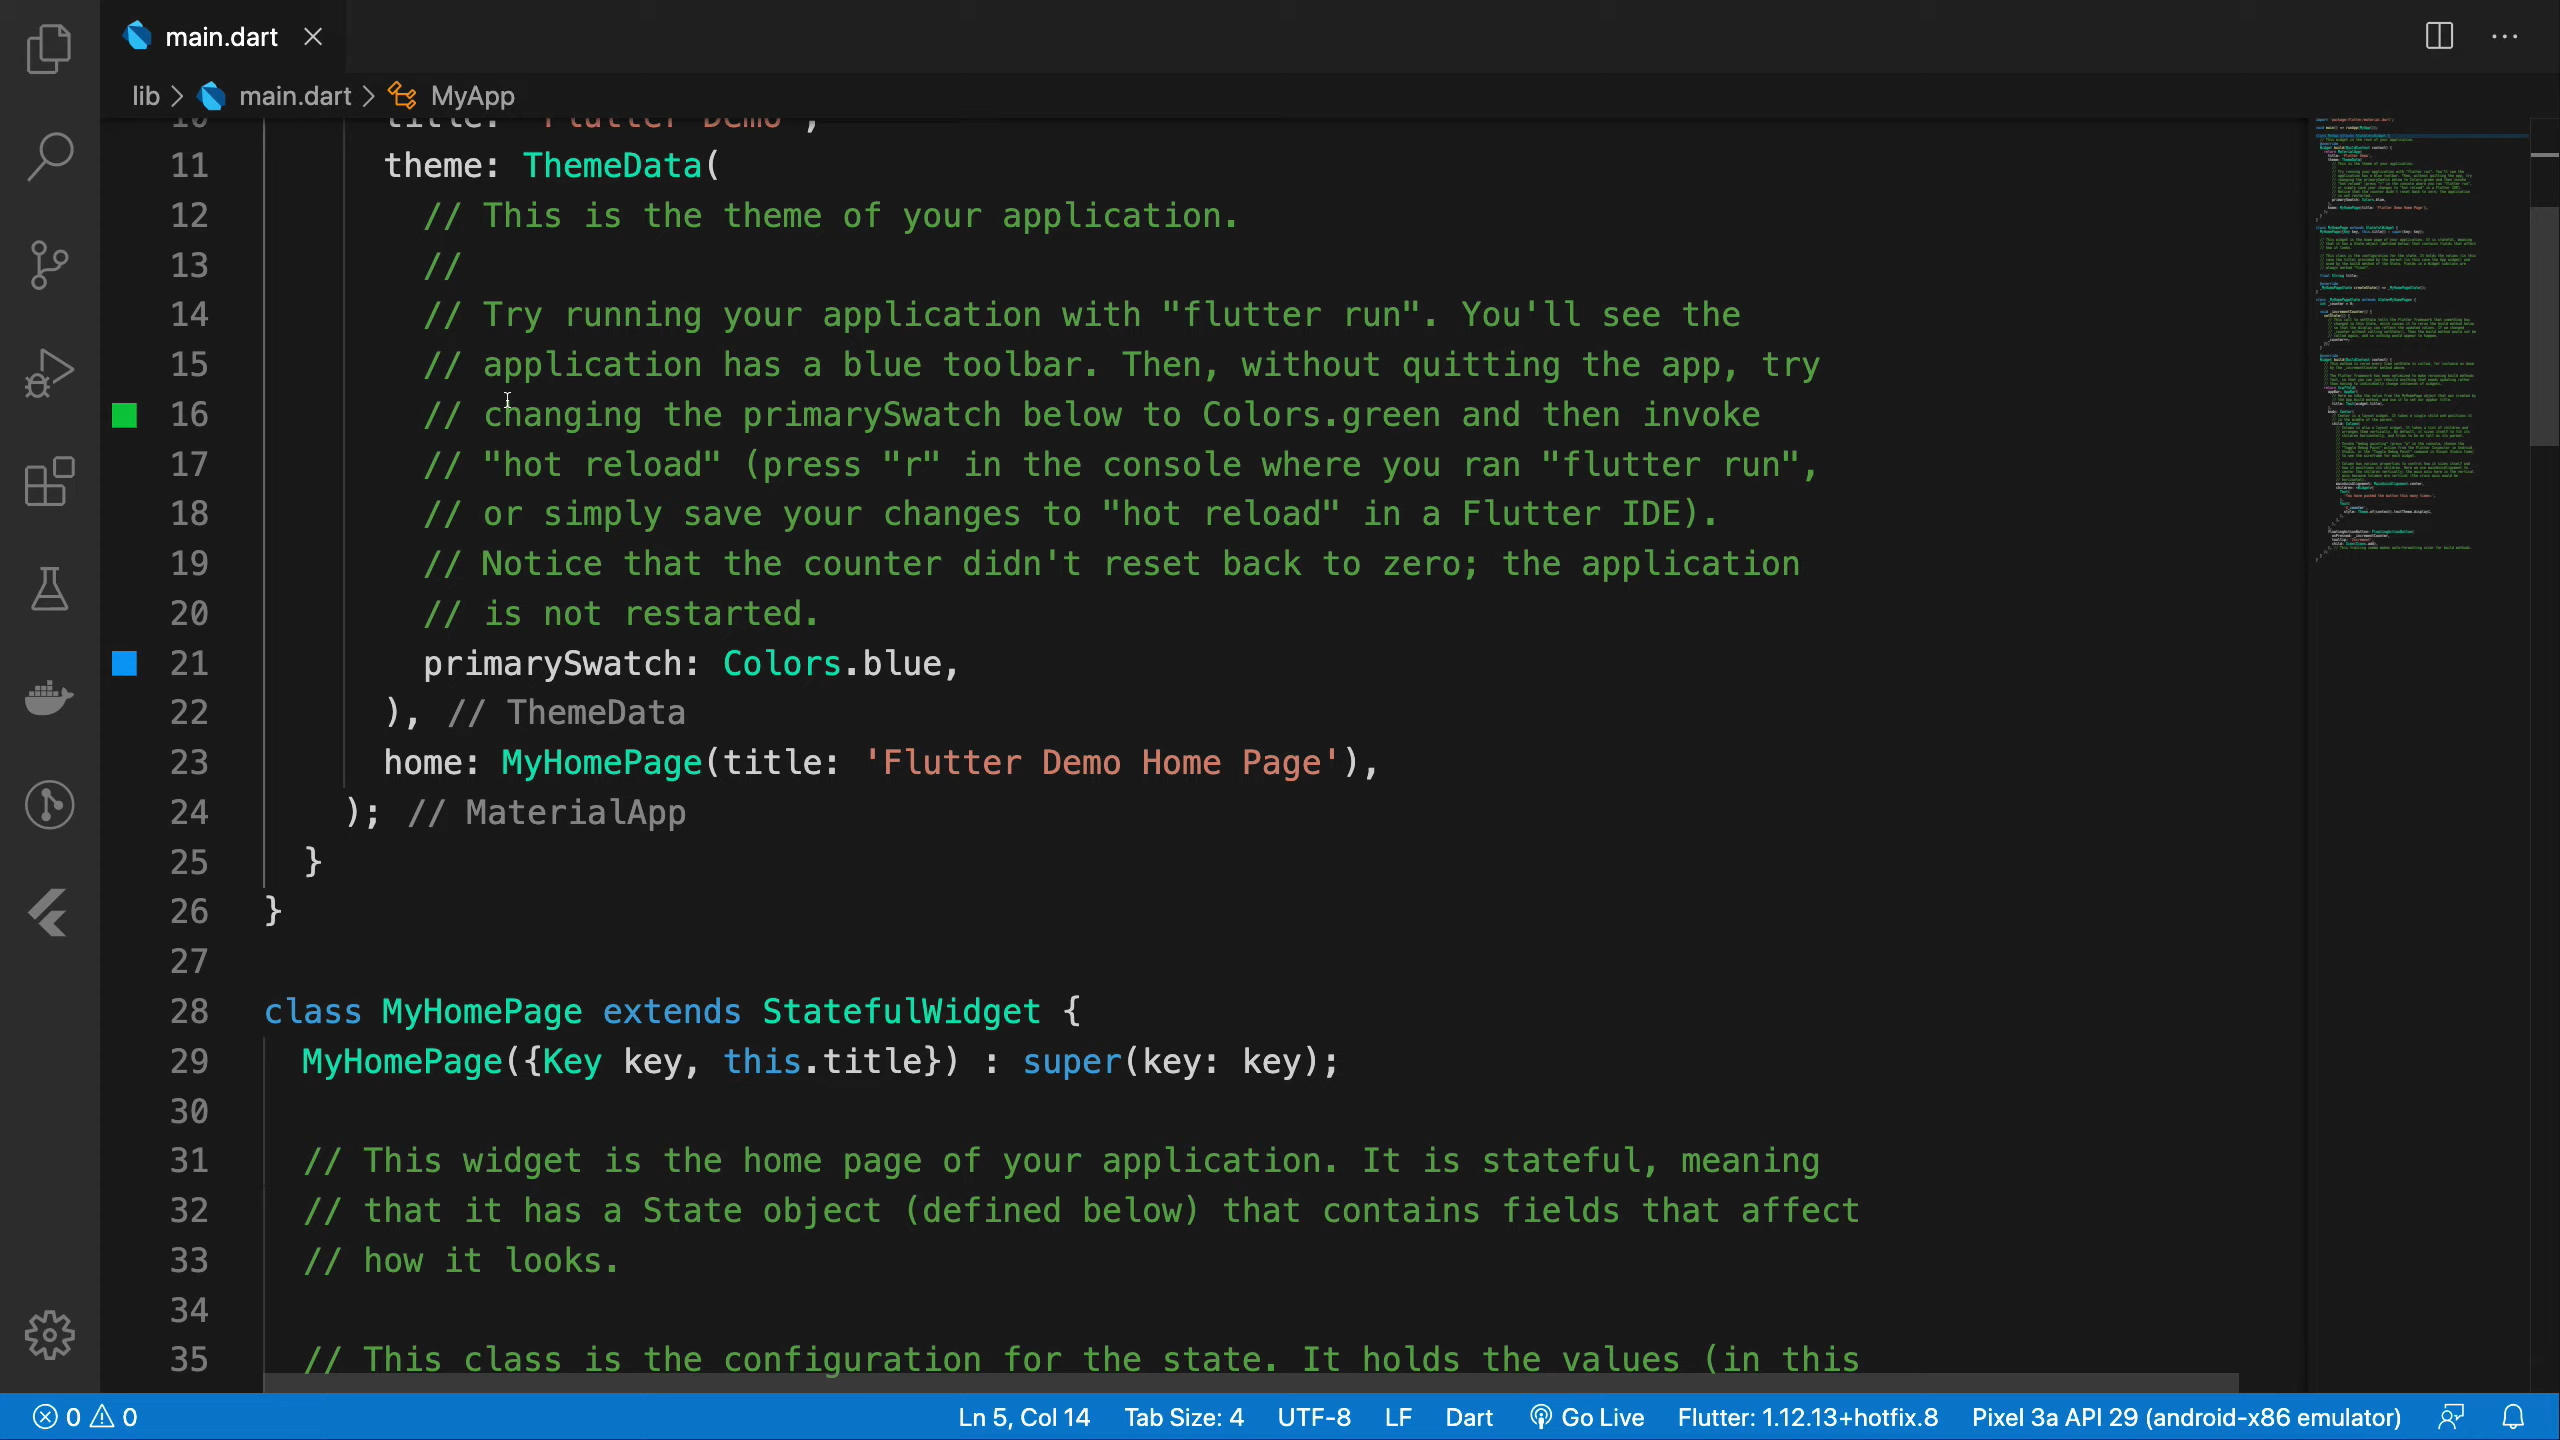 main.dart
lib > main.dart > MyApp
10 title: 'Flutter Demo',
11 theme: ThemeData(
12 // This is the theme of your application.
13 //
14 // Try running your application with "flutter run". You'll see the
15 // application has a blue toolbar. Then, without quitting the app, try
16 // changing the primarySwatch below to Colors.green and then invoke
17 // "hot reload" (press "r" in the console where you ran "flutter run",
18 // or simply save your changes to "hot reload" in a Flutter IDE).
19 // Notice that the counter didn't reset back to zero; the application
20 // is not restarted.
21 primarySwatch: Colors.blue,
22 ), // ThemeData
23 home: MyHomePage(title: 'Flutter Demo Home Page'),
24 ); // MaterialApp
25 }
26 }
27
28 class MyHomePage extends StatefulWidget {
29 MyHomePage({Key key, this.title}) : super(key: key);
30
31 // This widget is the home page of your application. It is stateful, meaning
32 // that it has a State object (defined below) that contains fields that affect
33 // how it looks.
34
35 // This class is the configuration for the state. It holds the values (in this
0 0 Ln 5, Col 14 Tab Size: 4 UTF-8 LF Dart Go Live Flutter: 1.12.13+hotfix.8 Pixel 3a API 29 (android-x86 emulator)